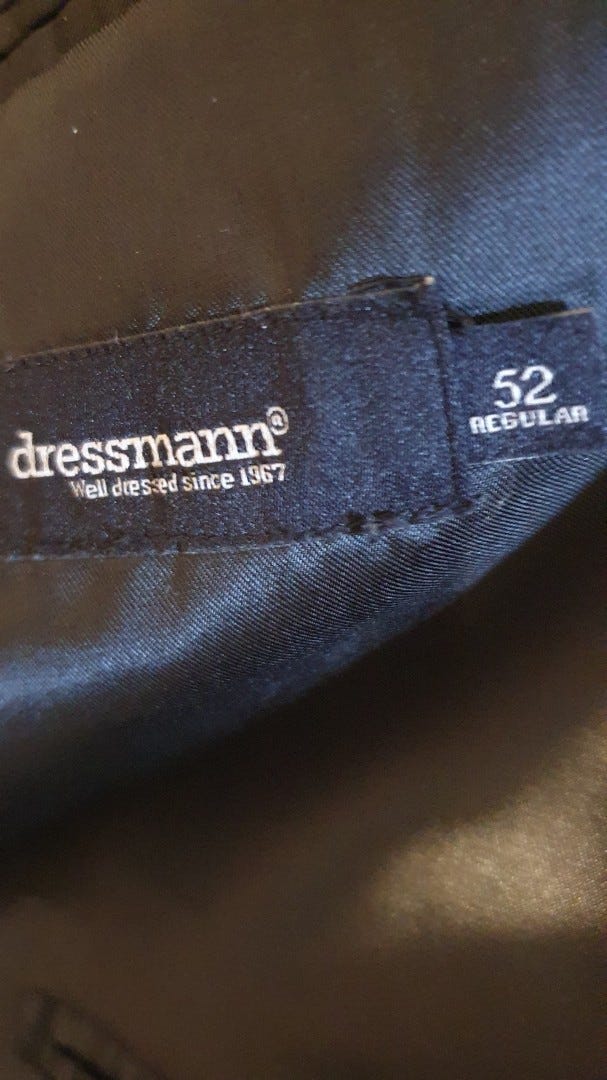 dressmann®
Well dressed since 1967
52
REGULAR